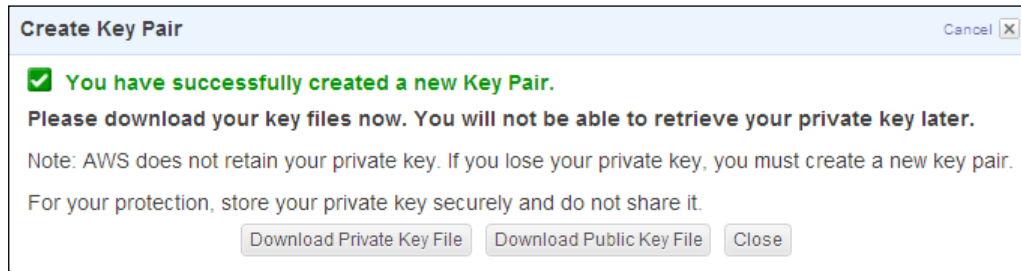 Create Key Pair
Cancel
You have successfully created a new Key Pair.
Please download your key files now. You will not be able to retrieve your private key later.
Note: AWS does not retain your private key. If you lose your private key, you must create a new key pair.
For your protection, store your private key securely and do not share it.
Download Private Key File Download Public Key File Close